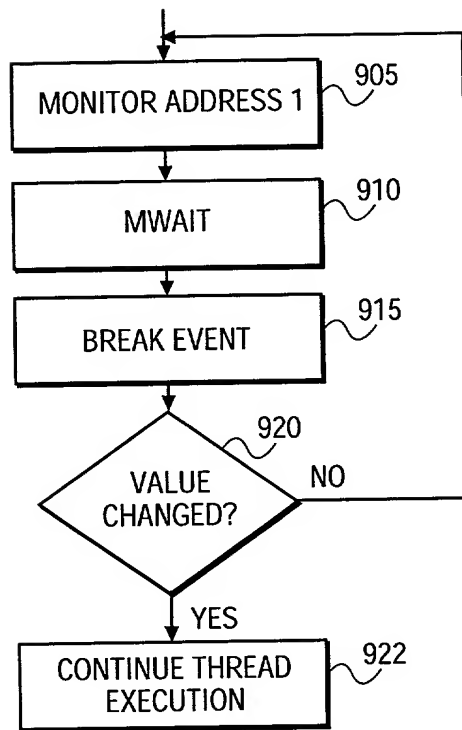 MONITOR ADDRESS 1
905
MWAIT
910
BREAK EVENT
915
920
VALUE
CHANGED?
NO
YES
CONTINUE THREAD
EXECUTION
922